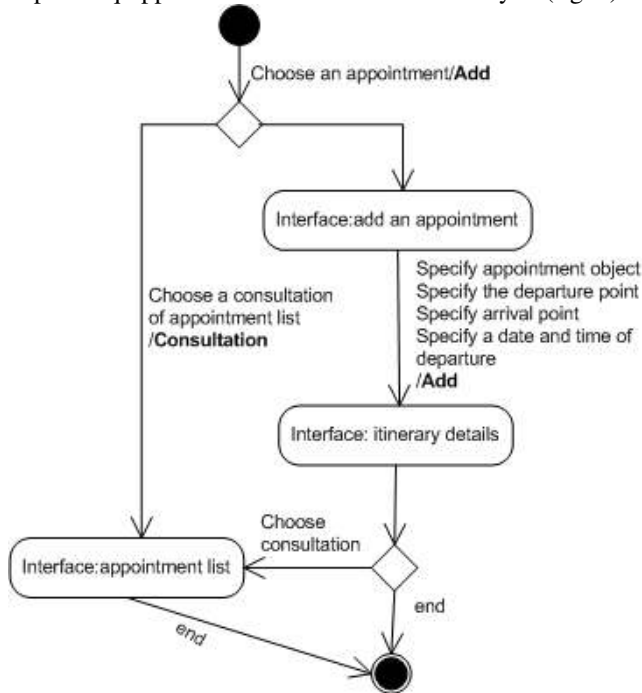 Choose an appointment/Add
Interface:add an appointment
Specify appointment object
Specify the departure point
Specify arrival point
Specify a date and time of
departure
/Add
Choose a consultation
of appointment list
/Consultation
Interface: itinerary details
Choose
consultation
Interface:appointment list
end
end